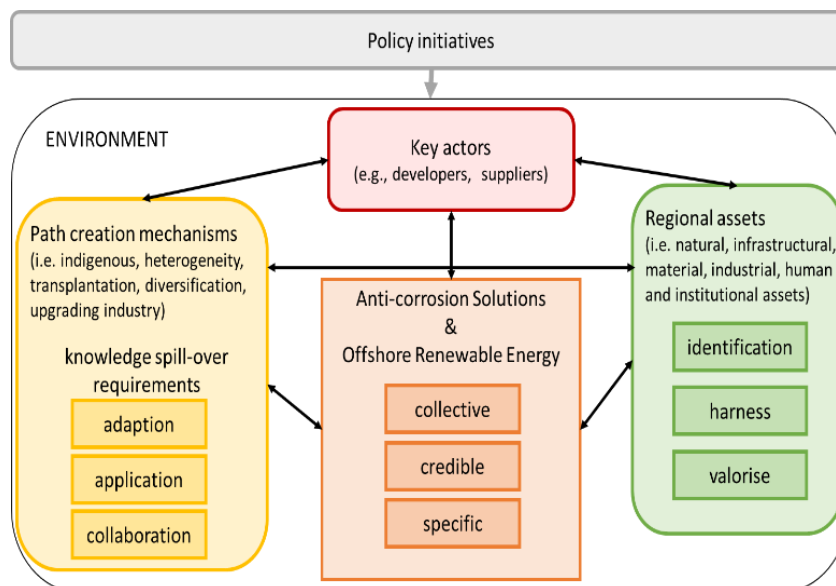 Policy initiatives
ENVIRONMENT
Key actors
(e.g., developers, suppliers)
Path creation mechanisms
(i.e. indigenous, heterogeneity,
transplantation, diversification,
upgrading industry)
knowledge spill-over
requirements
adaption
application
collaboration
Anti-corrosion Solutions
&
Offshore Renewable Energy
collective
credible
specific
Regional assets
(i.e. natural, infrastructural,
material, industrial, human
and institutional assets)
identification
harness
valorise